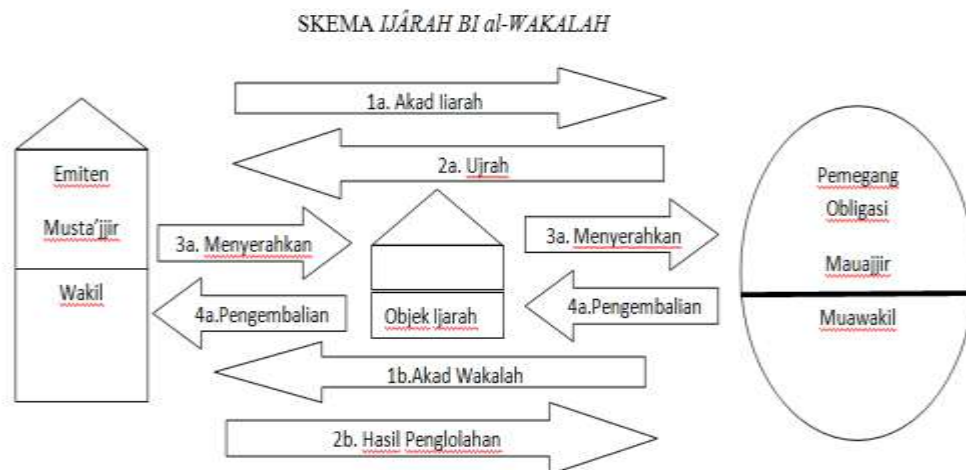 SKEMA IJÂRAH BI al-WAKALAH
1a. Akad Iiarah
2a. Ujrah
Emiten
Musta'jjir
Wakil
3a. Menyerahkan
4a.Pengembalian
Objek Ijarah
3a. Menyerahkan
4a.Pengembalian
Pemegang
Obligasi
Mauajjir
Muawakil
1b.Akad Wakalah
2b. Hasil Penglolahan